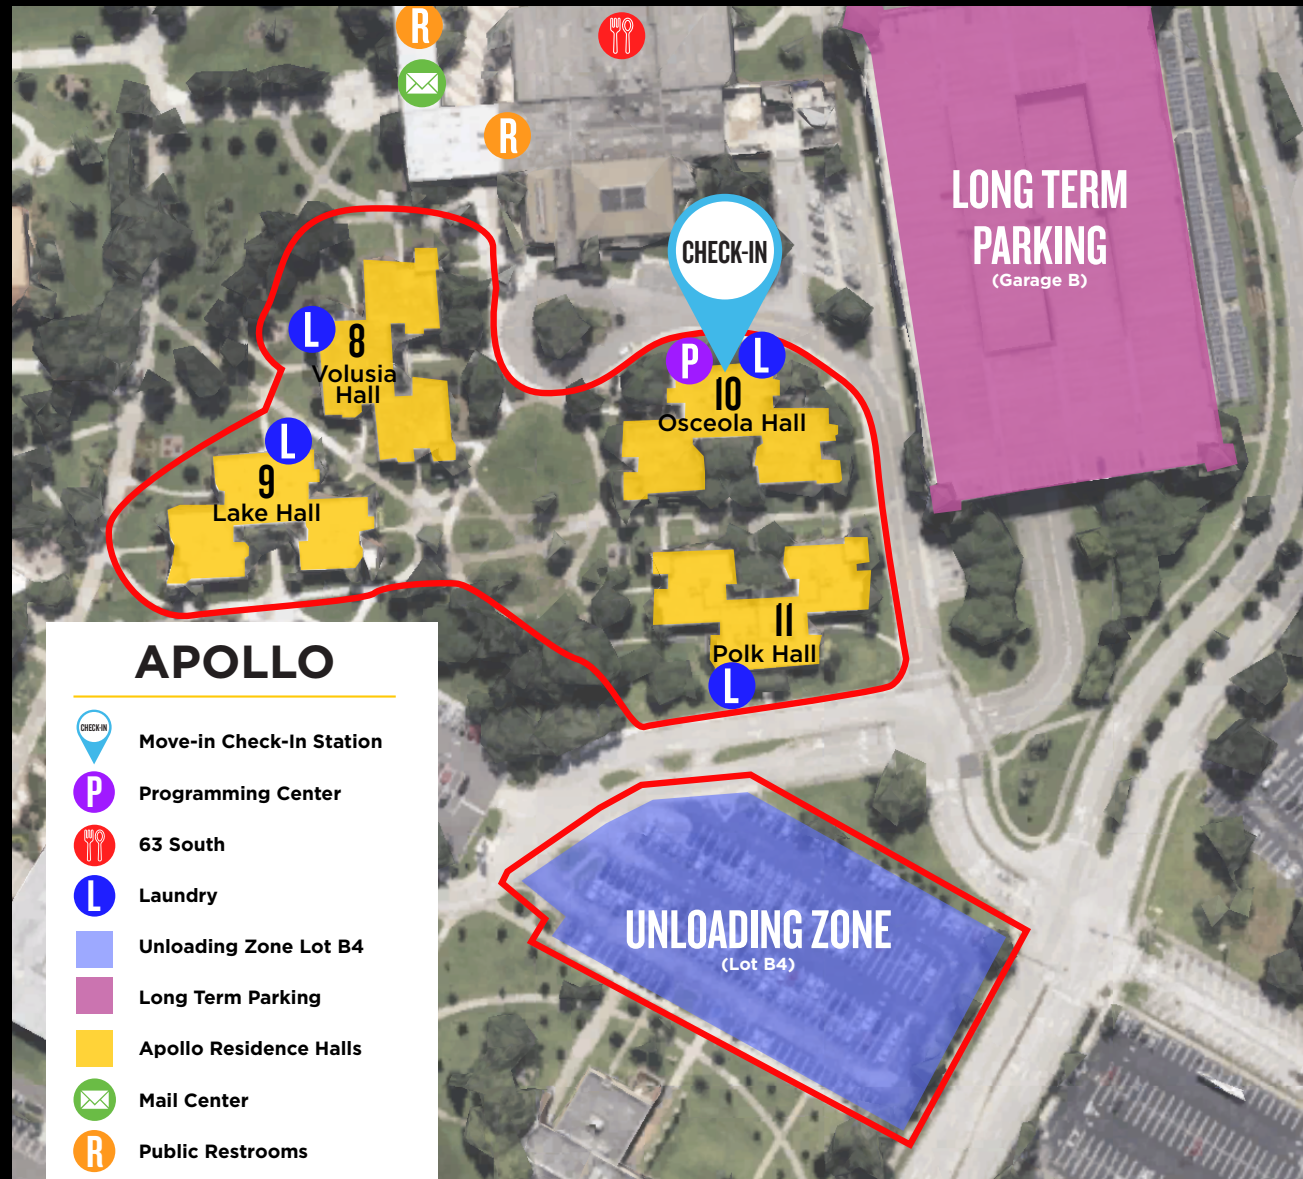 R
R
CHECK-IN
LONG TERM
PARKING
(Garage B)
L
8
Volusia
Hall
P
L
10
Osceola Hall
L
9
Lake Hall
11
Polk Hall
L
UNLOADING ZONE
(Lot B4)
APOLLO
CHECK-IN
Move-in Check-In Station
P
Programming Center
63 South
L
Laundry
Unloading Zone Lot B4
Long Term Parking
Apollo Residence Halls
Mail Center
R
Public Restrooms